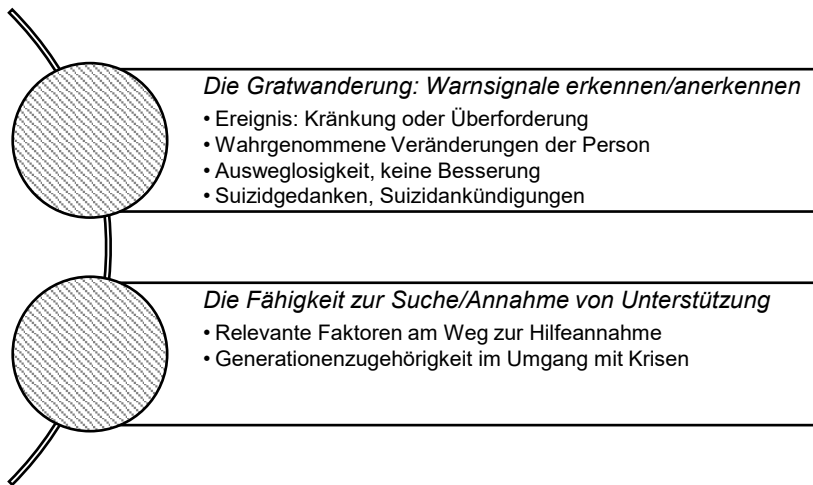 Die Gratwanderung: Warnsignale erkennen/anerkennen
• Ereignis: Kränkung oder Überforderung
• Wahrgenommene Veränderungen der Person
• Ausweglosigkeit, keine Besserung
• Suizidgedanken, Suizidankündigungen
Die Fähigkeit zur Suche/Annahme von Unterstützung
• Relevante Faktoren am Weg zur Hilfeannahme
• Generationenzugehörigkeit im Umgang mit Krisen